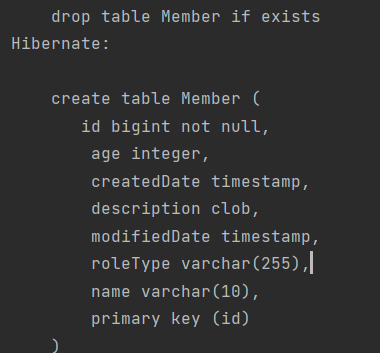 drop table Member if exists
Hibernate:
create table Member (
id bigint not null,
age integer,
createdDate timestamp,
description clob,
modifiedDate timestamp,
roleType varchar(255),
name varchar(10),
primary key (id)
)